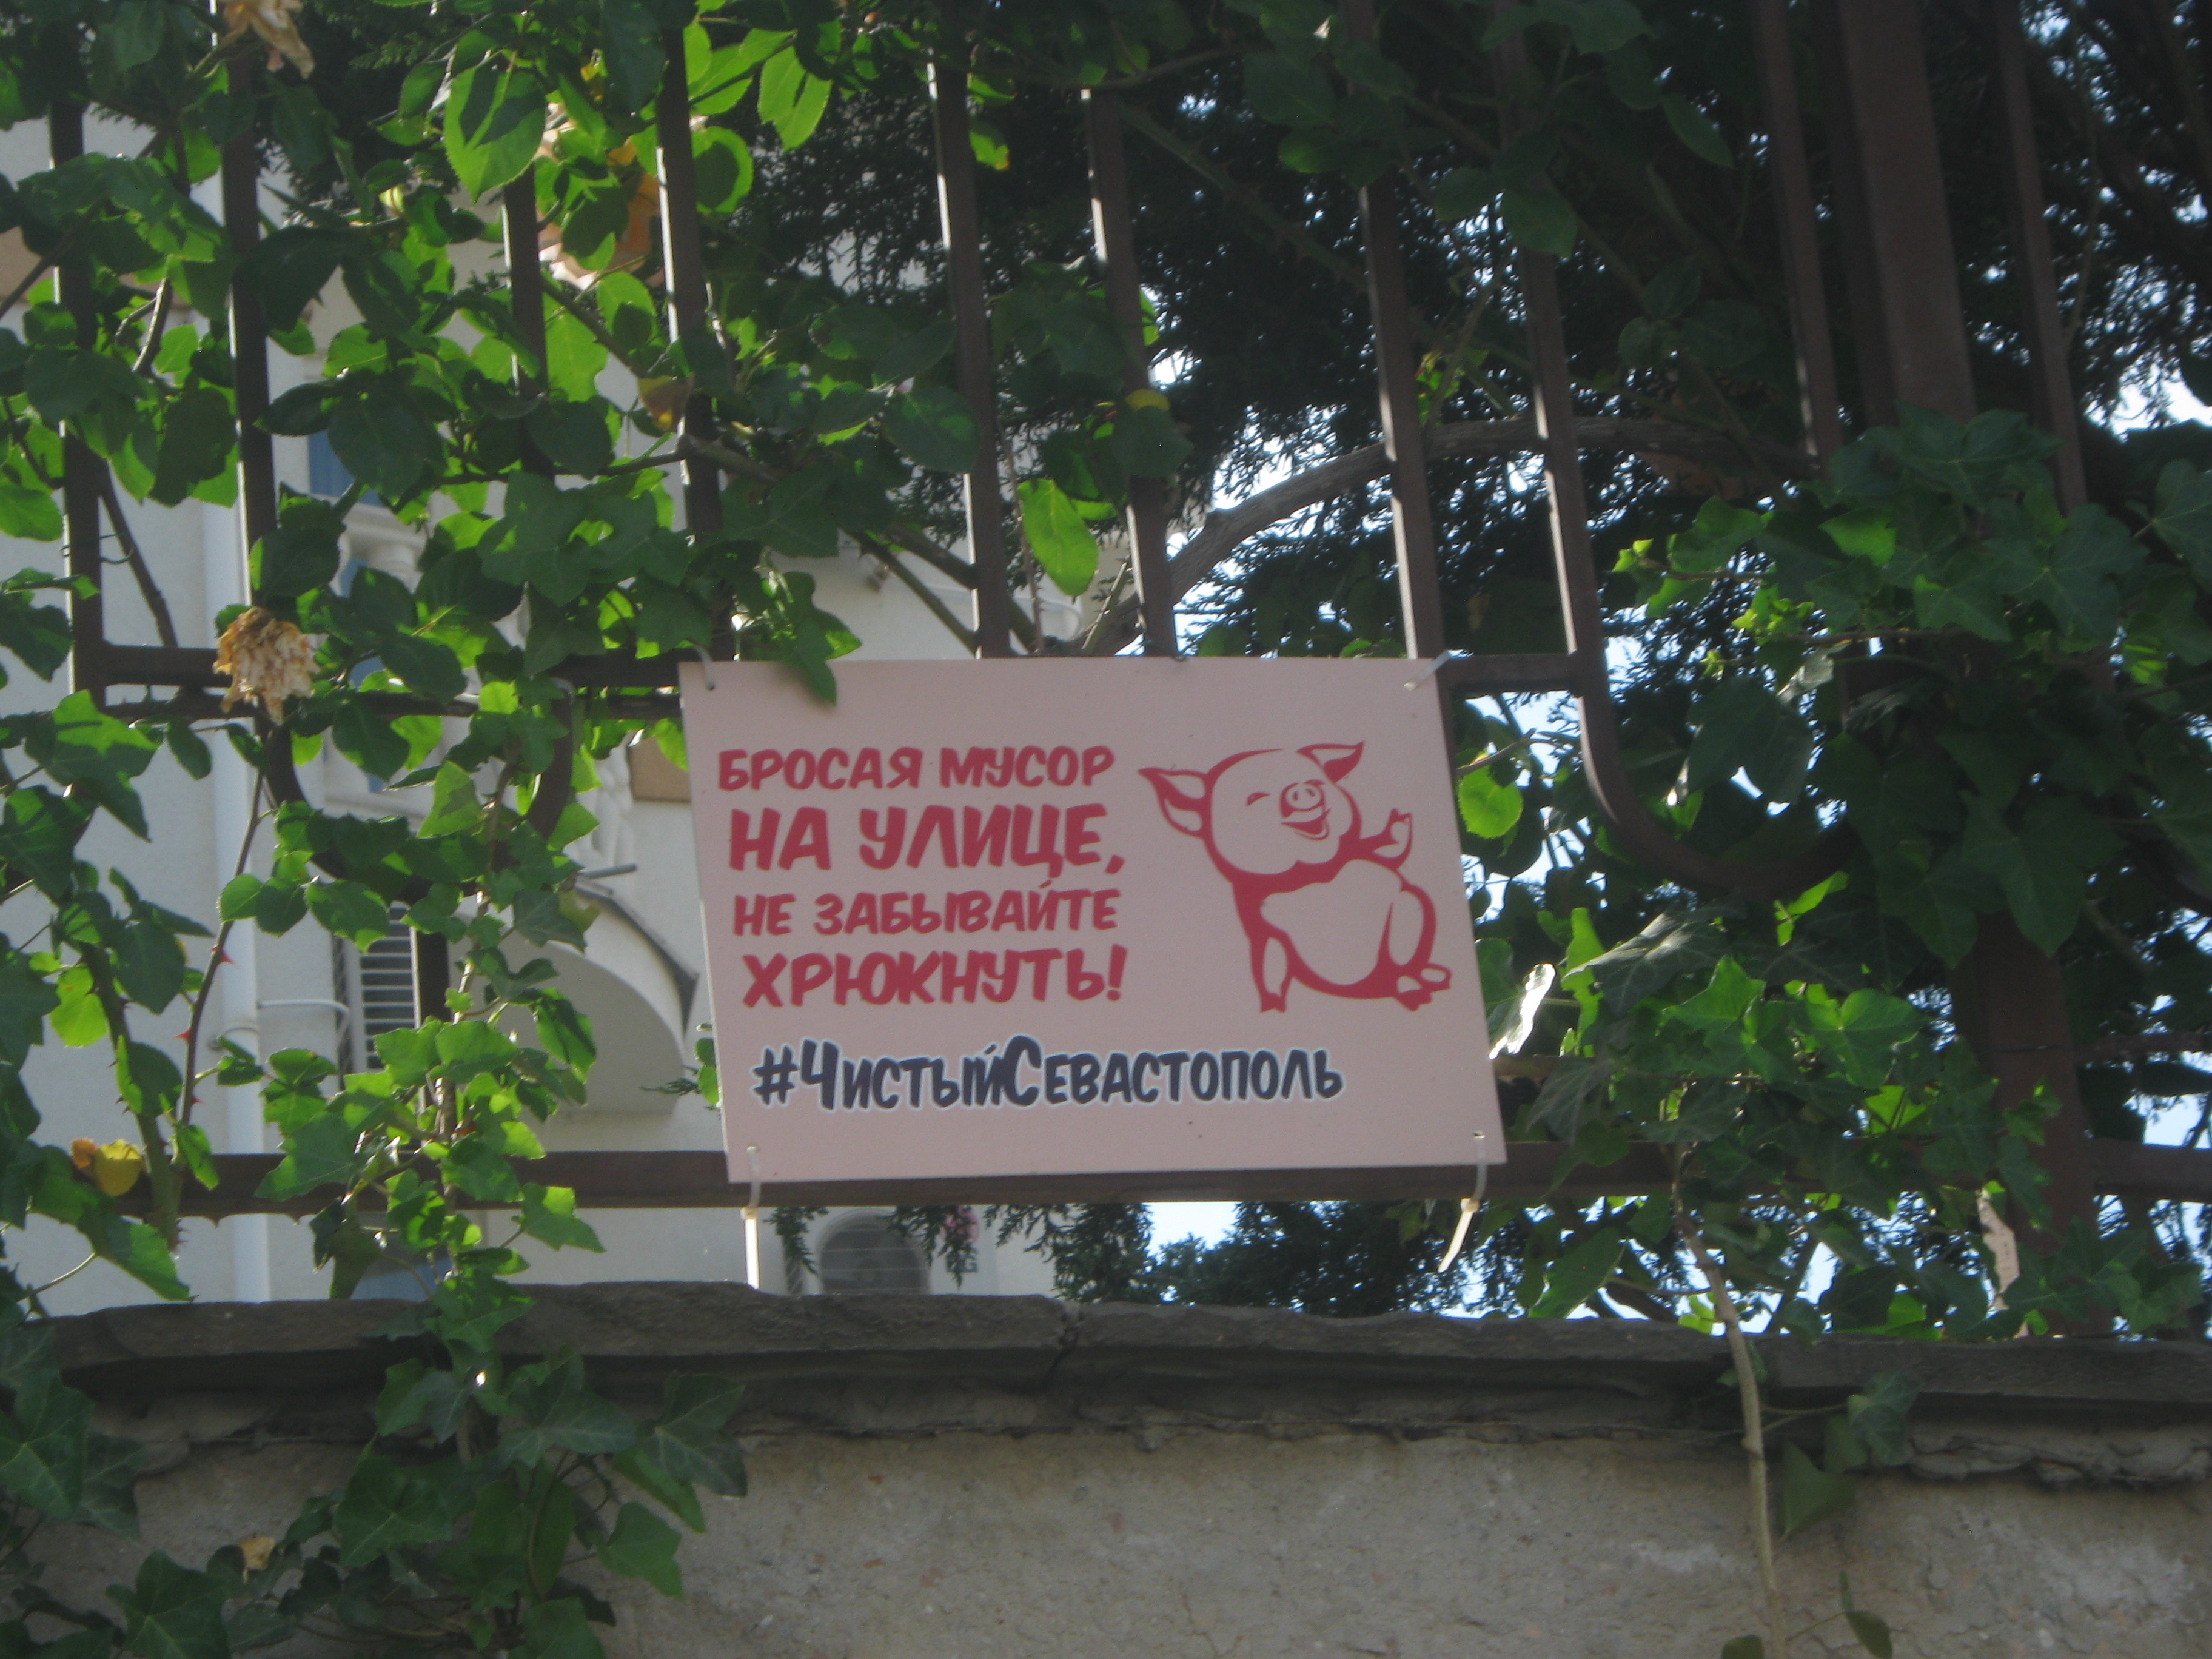 БРОСАЯ МУСОР
НА УЛИЦЕ,
НЕ ЗАБЫВАЙТЕ
ХРЮКНУТЬ!
#ЧИСТЫЙСЕВАСТОПОЛЬ